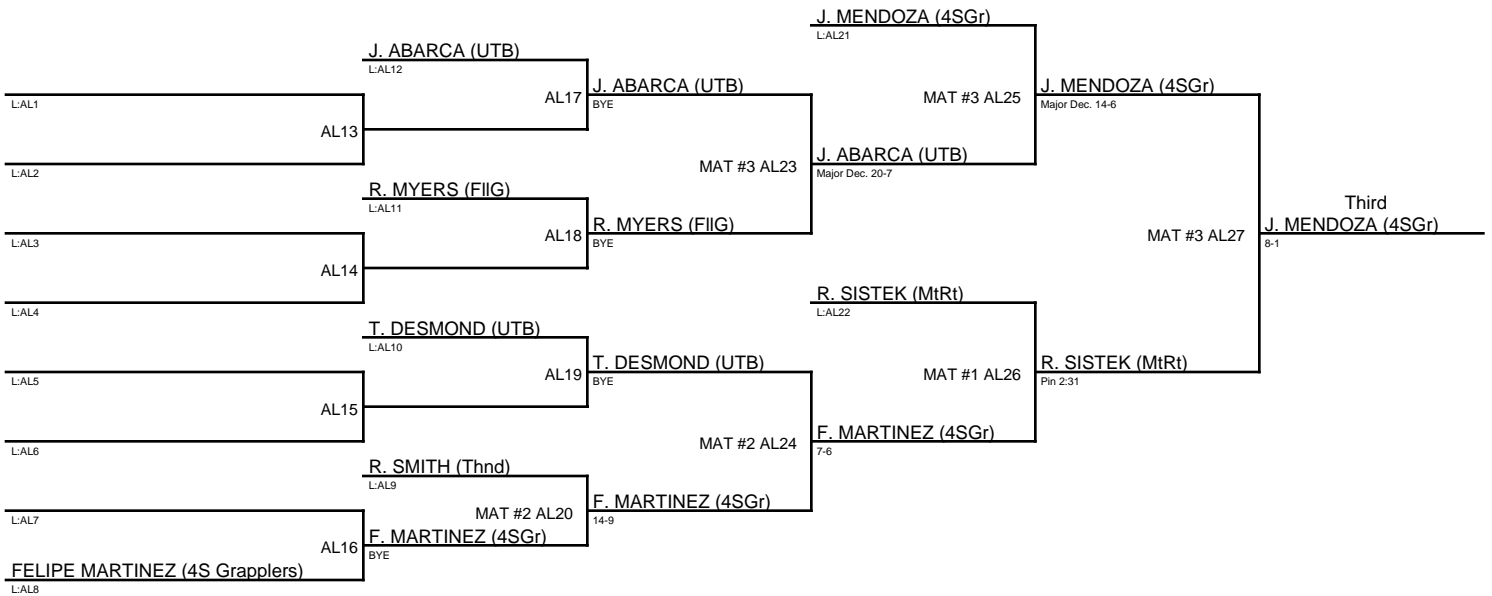 J. MENDOZA (4SGr)
L:AL21
J. ABARCA (UTB)
L:AL12
AL17
J. ABARCA (UTB)
BYE
MAT #3 AL25
J. MENDOZA (4SGr)
Major Dec. 14-6
L:AL1
AL13
L:AL2
MAT #3 AL23
J. ABARCA (UTB)
Major Dec. 20-7
R. MYERS (FIIG)
L:AL11
AL18
R. MYERS (FIIG)
BYE
L:AL3
AL14
L:AL4
MAT #3 AL27
Third
J. MENDOZA (4SGr)
8-1
R. SISTEK (MtRt)
L:AL22
T. DESMOND (UTB)
L:AL10
AL19
T. DESMOND (UTB)
BYE
MAT #1 AL26
R. SISTEK (MtRt)
Pin 2:31
L:AL5
AL15
L:AL6
MAT #2 AL24
F. MARTINEZ (4SGr)
7-6
R. SMITH (Thnd)
L:AL9
MAT #2 AL20
F. MARTINEZ (4SGr)
14-9
L:AL7
AL16
F. MARTINEZ (4SGr)
BYE
FELIPE MARTINEZ (4S Grapplers)
L:AL8